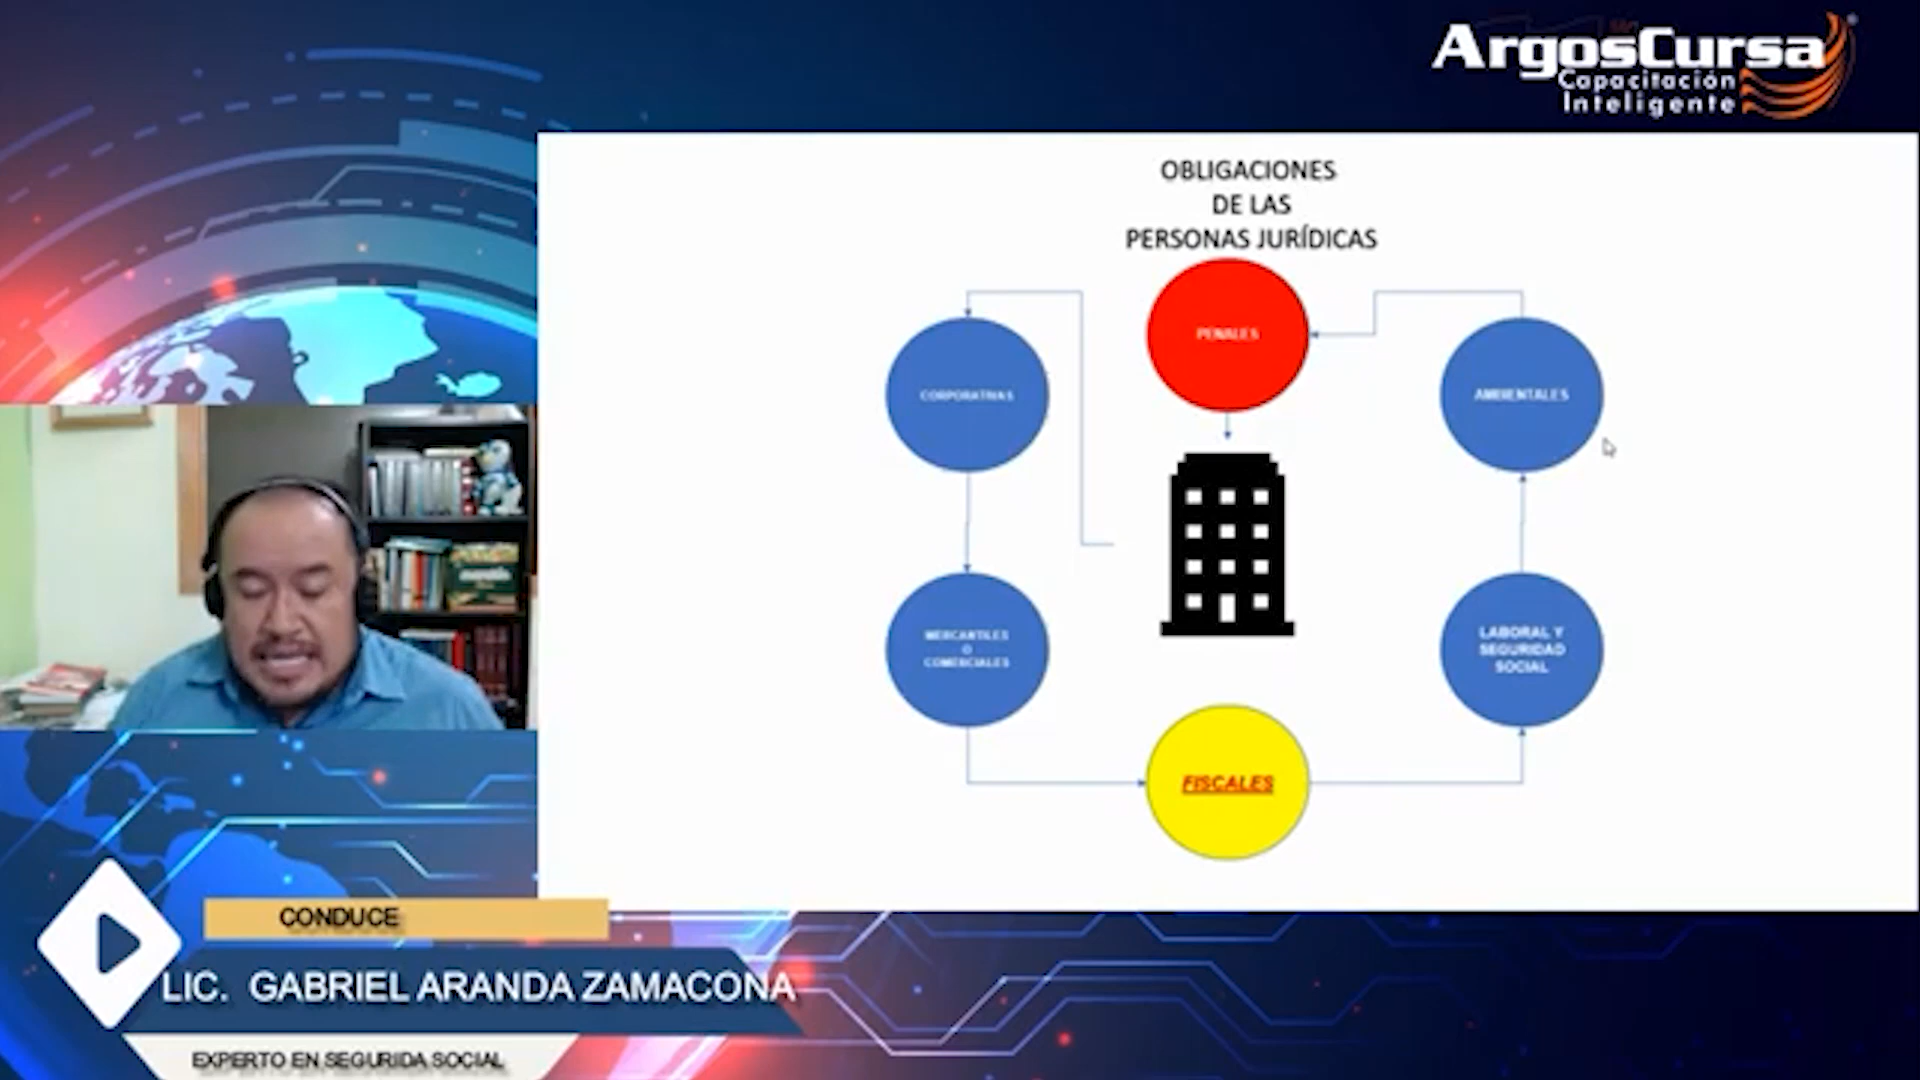 ArgosCursa
Capacitación
Inteligente
OBLIGACIONES
DE LAS
PERSONAS JURÍDICAS
PENALES
CORPORATIVAS
AMBIENTALES
MERCANTILES
O
COMERCIALES
LABORAL Y
SEGURIDAD
SOCIAL
FISCALES
CONDUCE
LIC. GABRIEL ARANDA ZAMACONA
EXPERTO EN SEGURIDA SOCIAL